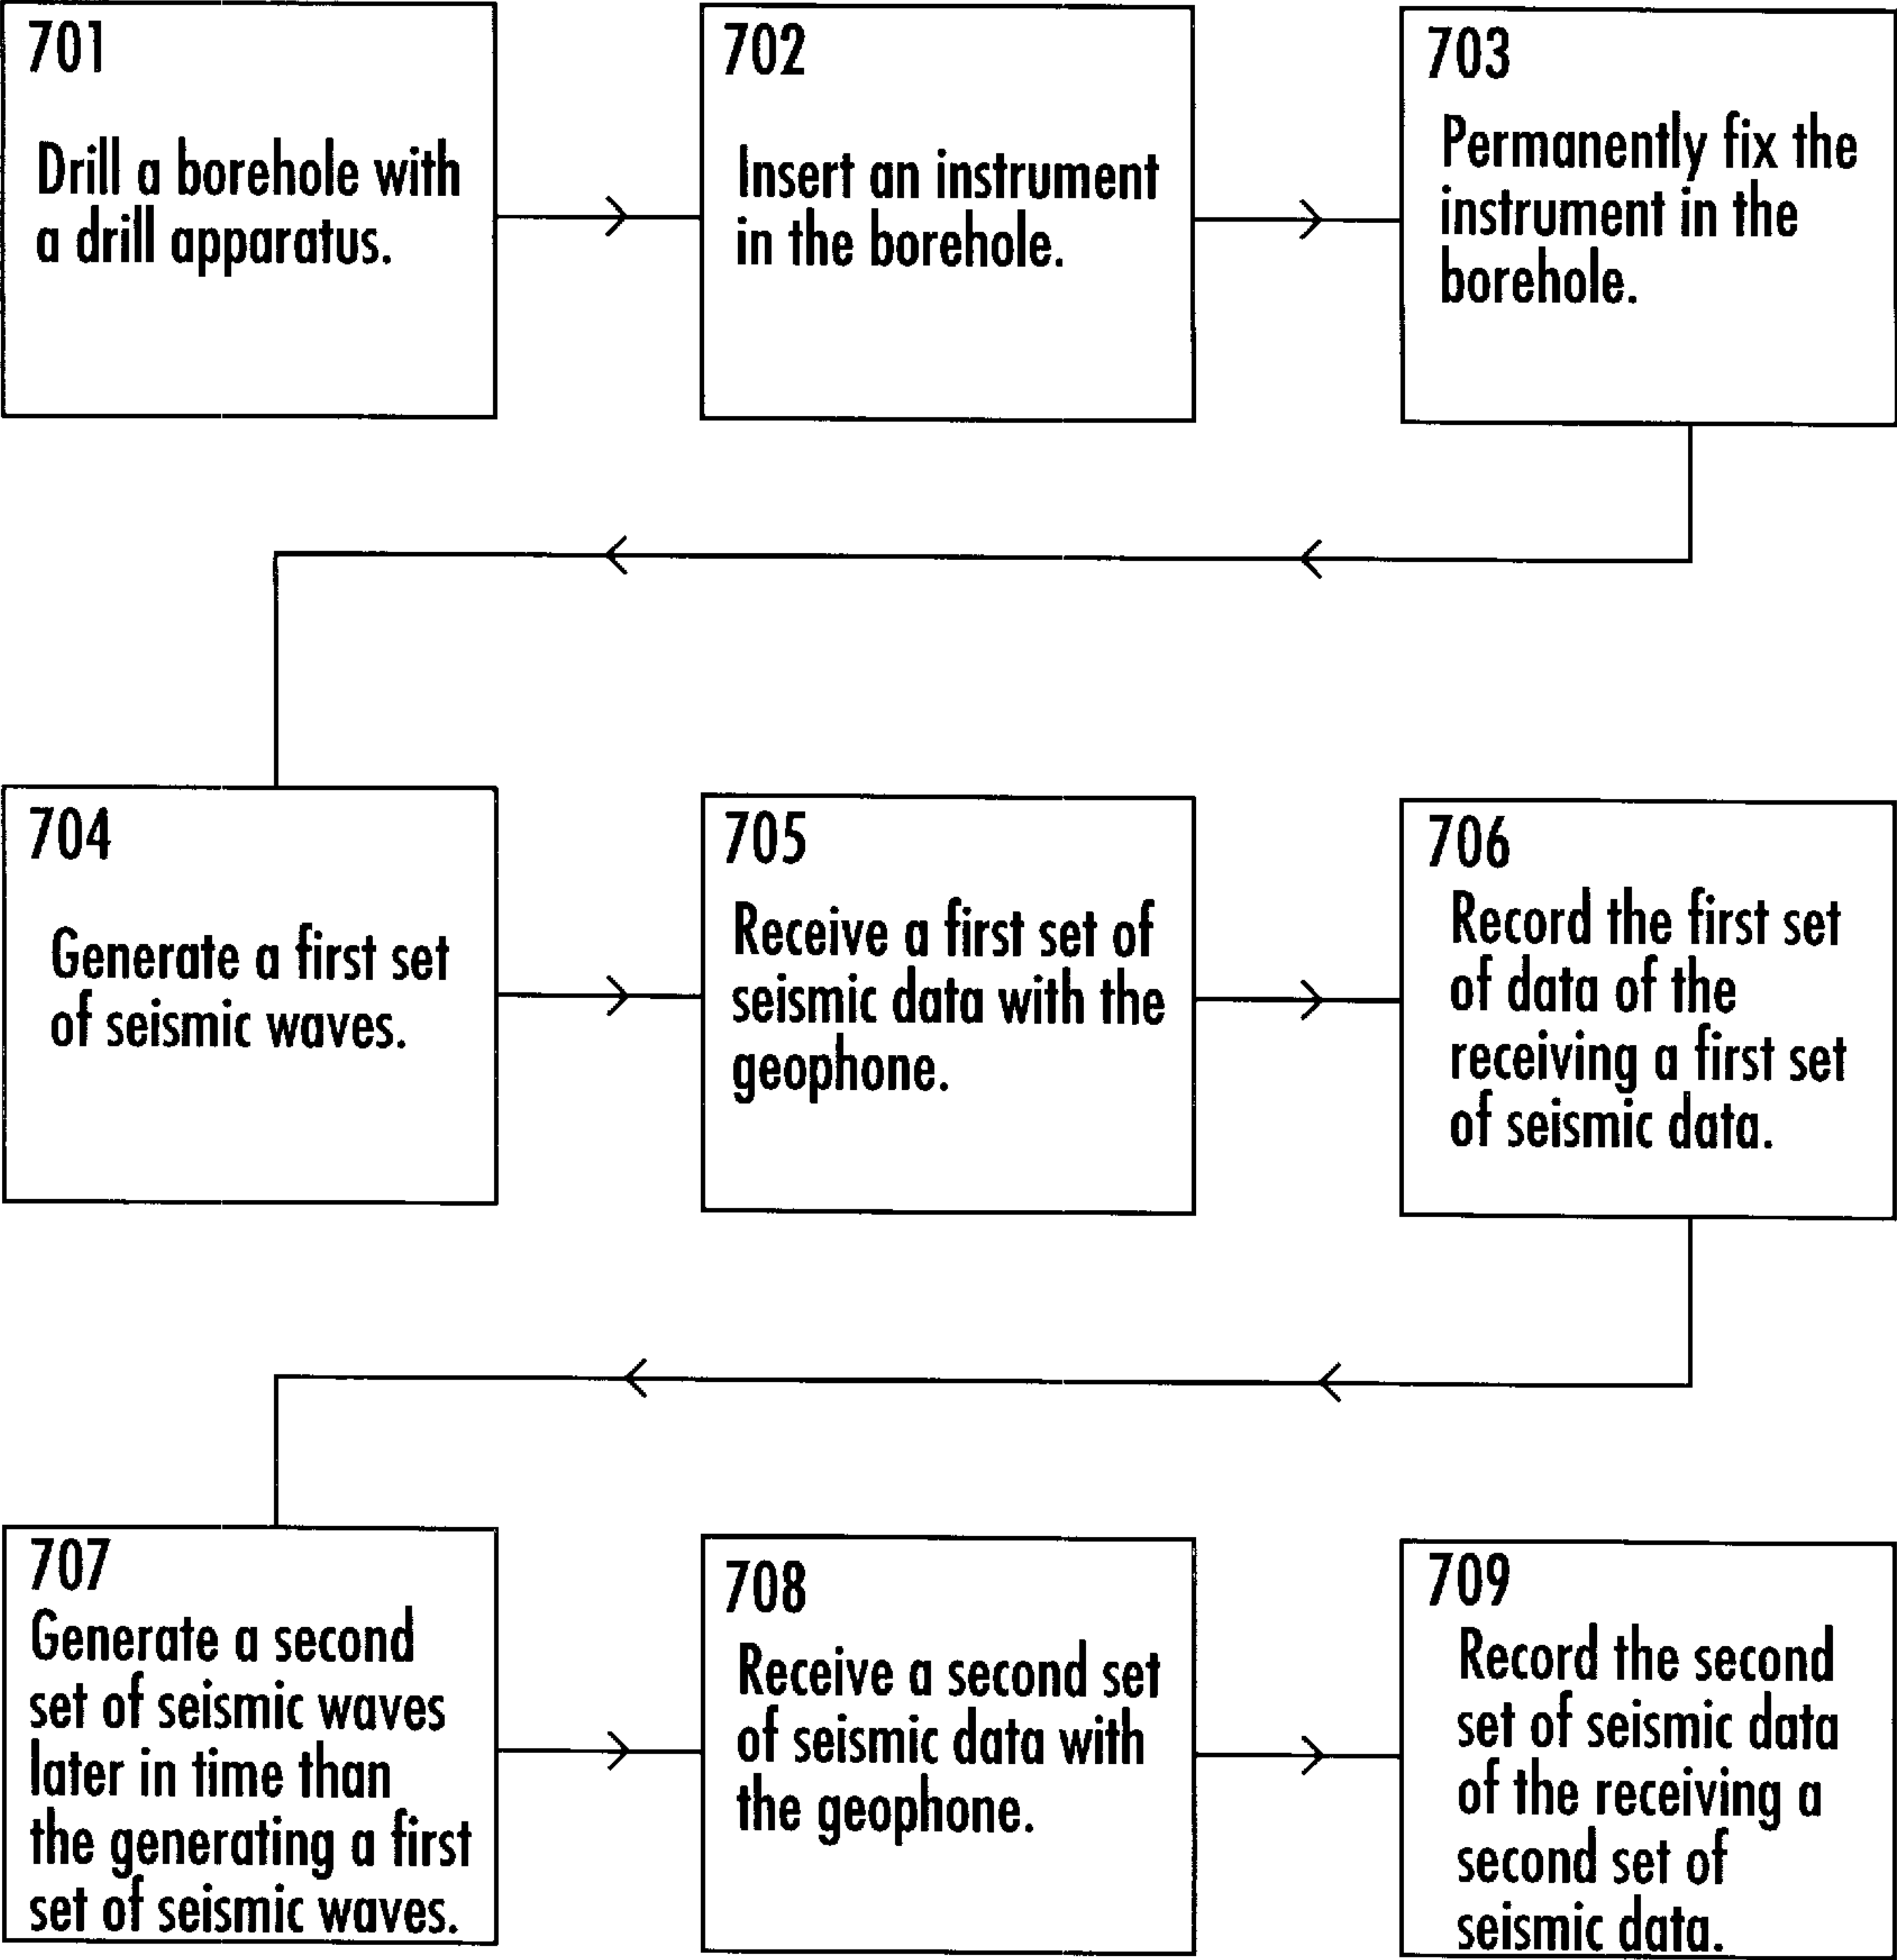 701
Drill a borehole with
a drill apparatus.
702
Insert an instrument
in the borehole.
703
Permanently fix the
instrument in the
borehole.
704
Generate a first set
of seismic waves.
705
Receive a first set of
seismic data with the
geophone.
706
Record the first set
of data of the
receiving a first set
of seismic data.
707
Generate a second
set of seismic waves
later in time than
the generating a first
set of seismic waves.
708
Receive a second set
of seismic data with
the geophone.
709
Record the second
set of seismic data
of the receiving a
second set of
seismic data.